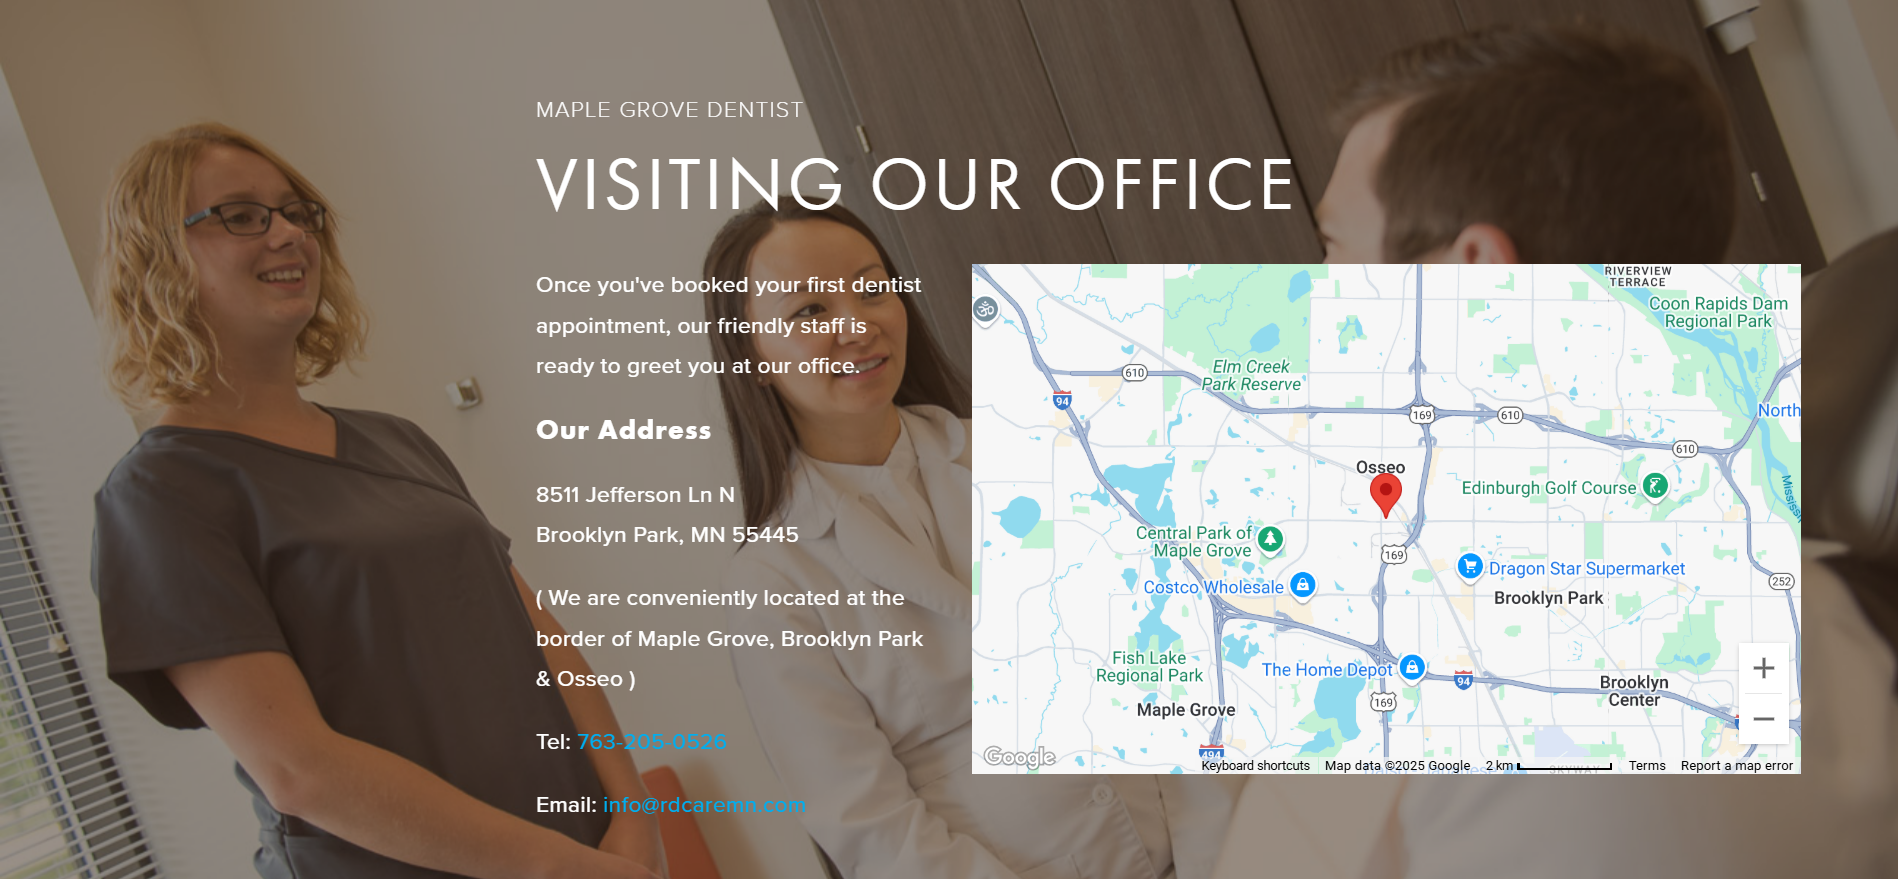 MAPLE GROVE DENTIST
VISITING OUR OFFICE
Once you've booked your first dentist
appointment, our friendly staff is
ready to greet you at our office.
Our Address
8511 Jefferson Ln N
Brooklyn Park, MN 55445
( We are conveniently located at the
border of Maple Grove, Brooklyn Park
& Osseo )
Tel: 763-205-0526
Email: info@rdcaremn.com
RIVERVIEW
TERRACE
Coon Rapids Dam
Regional Park
Elm Creek
Park Reserve
610
94
169
610
North
610
Osseo
Edinburgh Golf Course
Central Park of
Maple Grove
169
Costco Wholesale
Dragon Star Supermarket
252
Brooklyn Park
Fish Lake
Regional Park
The Home Depot
94
Brooklyn
Center
169
Maple Grove
494
Google
Keyboard shortcuts
Map data ©2025 Google
2 km
Terms
Report a map error